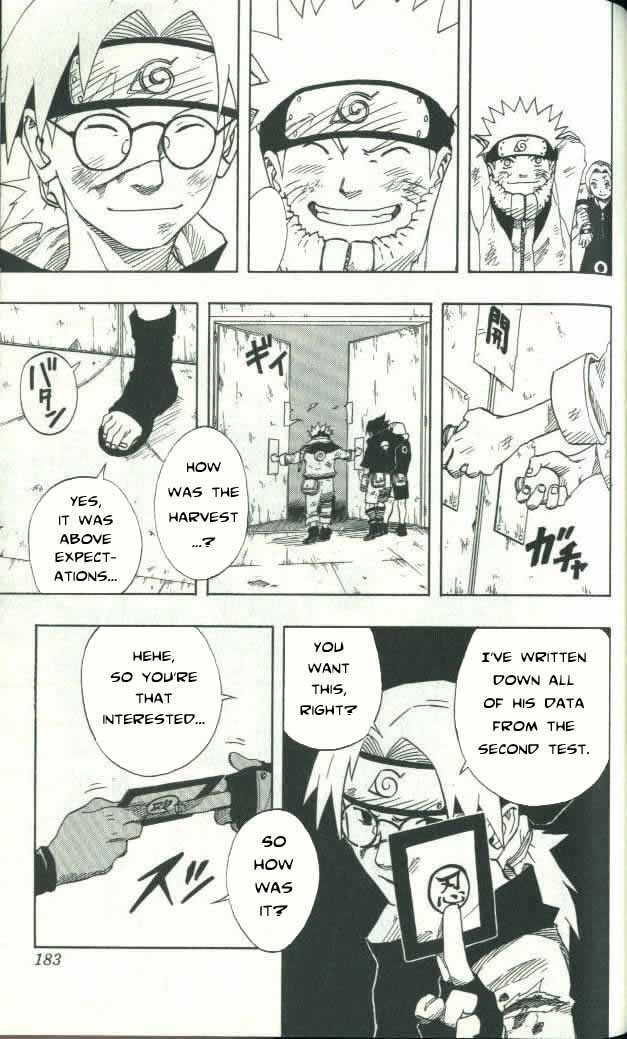 開
ガチャ
ギィ
HOW
WAS THE
HARVEST
...?
バタン
YES,
IT WAS
ABOVE
EXPECT-
ATIONS...
I'VE WRITTEN
DOWN ALL
OF HIS DATA
FROM THE
SECOND TEST.
YOU
WANT
THIS,
RIGHT?
忍
HEHE,
SO YOU'RE
THAT
INTERESTED...
ズッ
SO
HOW
WAS
IT?
183